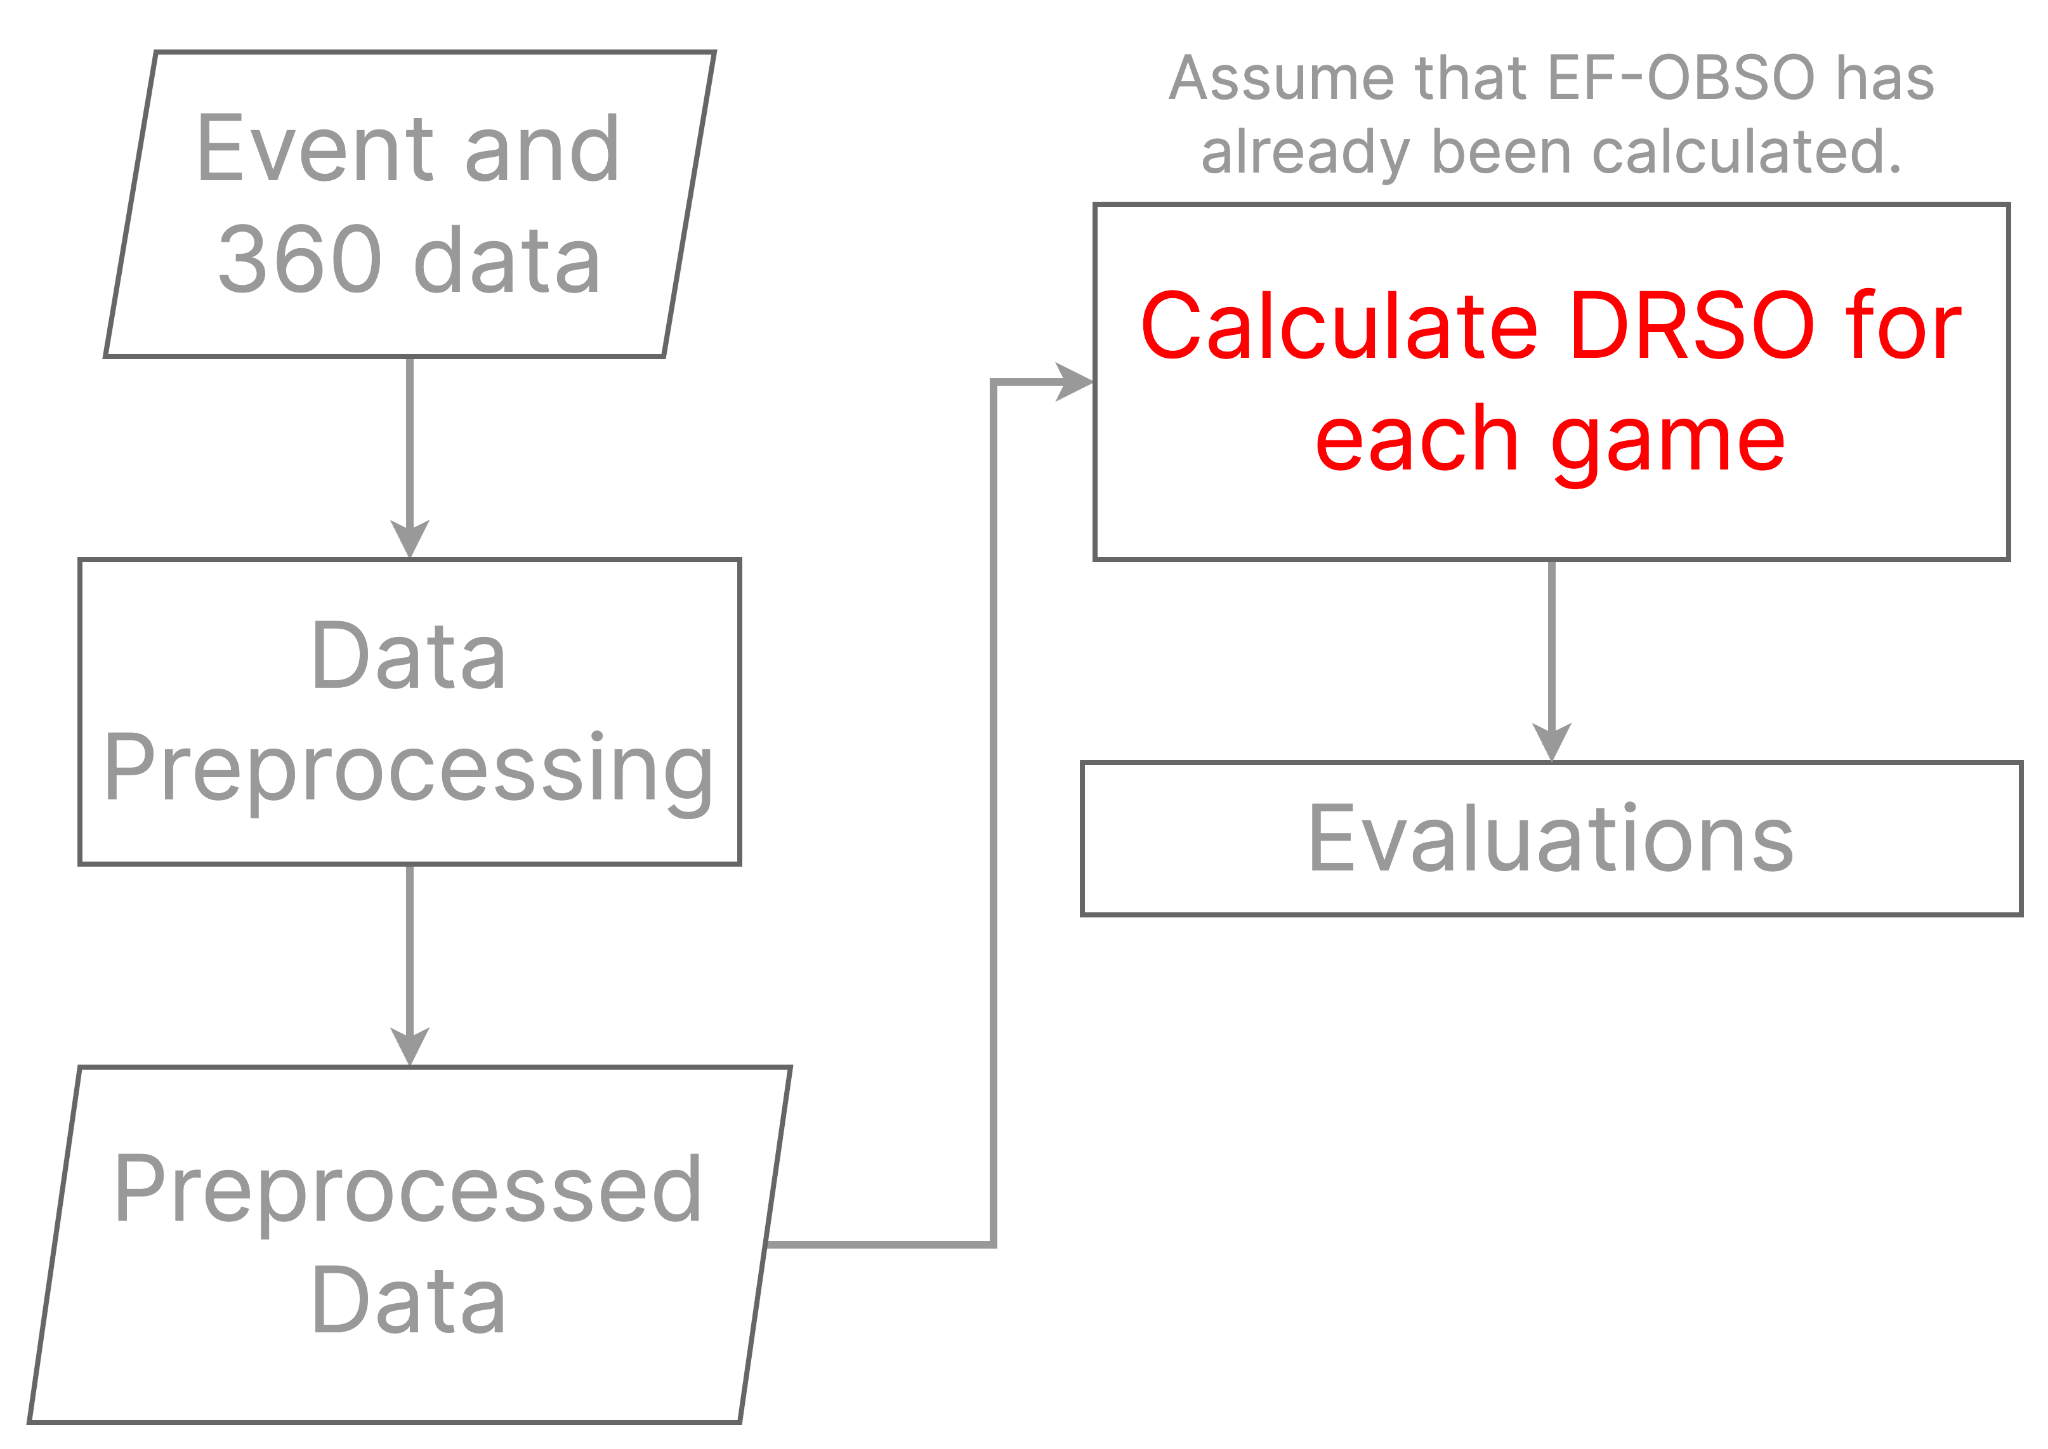 Event and
360 data
Data
Preprocessing
Preprocessed
Data
Assume that EF-OBSO has
already been calculated.
Calculate DRSO for
each game
Evaluations